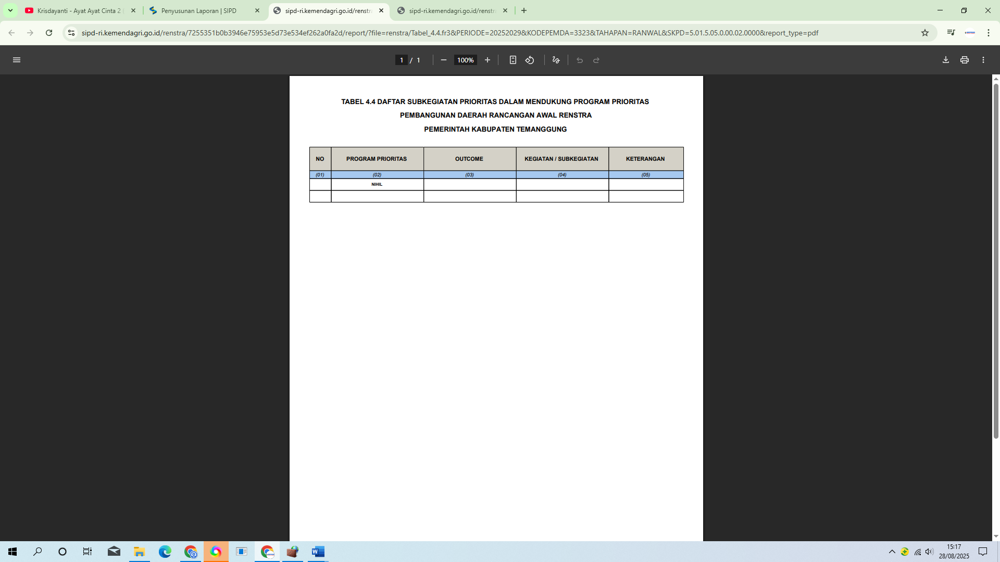 Krisdayanti - Ayat Ayat Cinta 2
Penyusunan Laporan | SIPD
sipd-ri.kemendagri.go.id/renstra
sipd-ri.kemendagri.go.id/renstra
sipd-ri.kemendagri.go.id/renstra/7255351b0b3946e75953e5d73e534ef262a0fa2d/report/?file=renstra/Tabel_4.4.fr3&PERIODE=20252029&KODEPEMDA=3323&TAHAPAN=RANWAL&SKPD=5.01.5.05.0.00.02.0000&report_type=pdf
1 / 1
100%
TABEL 4.4 DAFTAR SUBKEGIATAN PRIORITAS DALAM MENDUKUNG PROGRAM PRIORITAS
PEMBANGUNAN DAERAH RANCANGAN AWAL RENSTRA
PEMERINTAH KABUPATEN TEMANGGUNG
NO PROGRAM PRIORITAS OUTCOME KEGIATAN / SUBKEGIATAN KETERANGAN
(01) (02) (03) (04) (05)
NIHIL
15:17
28/08/2025